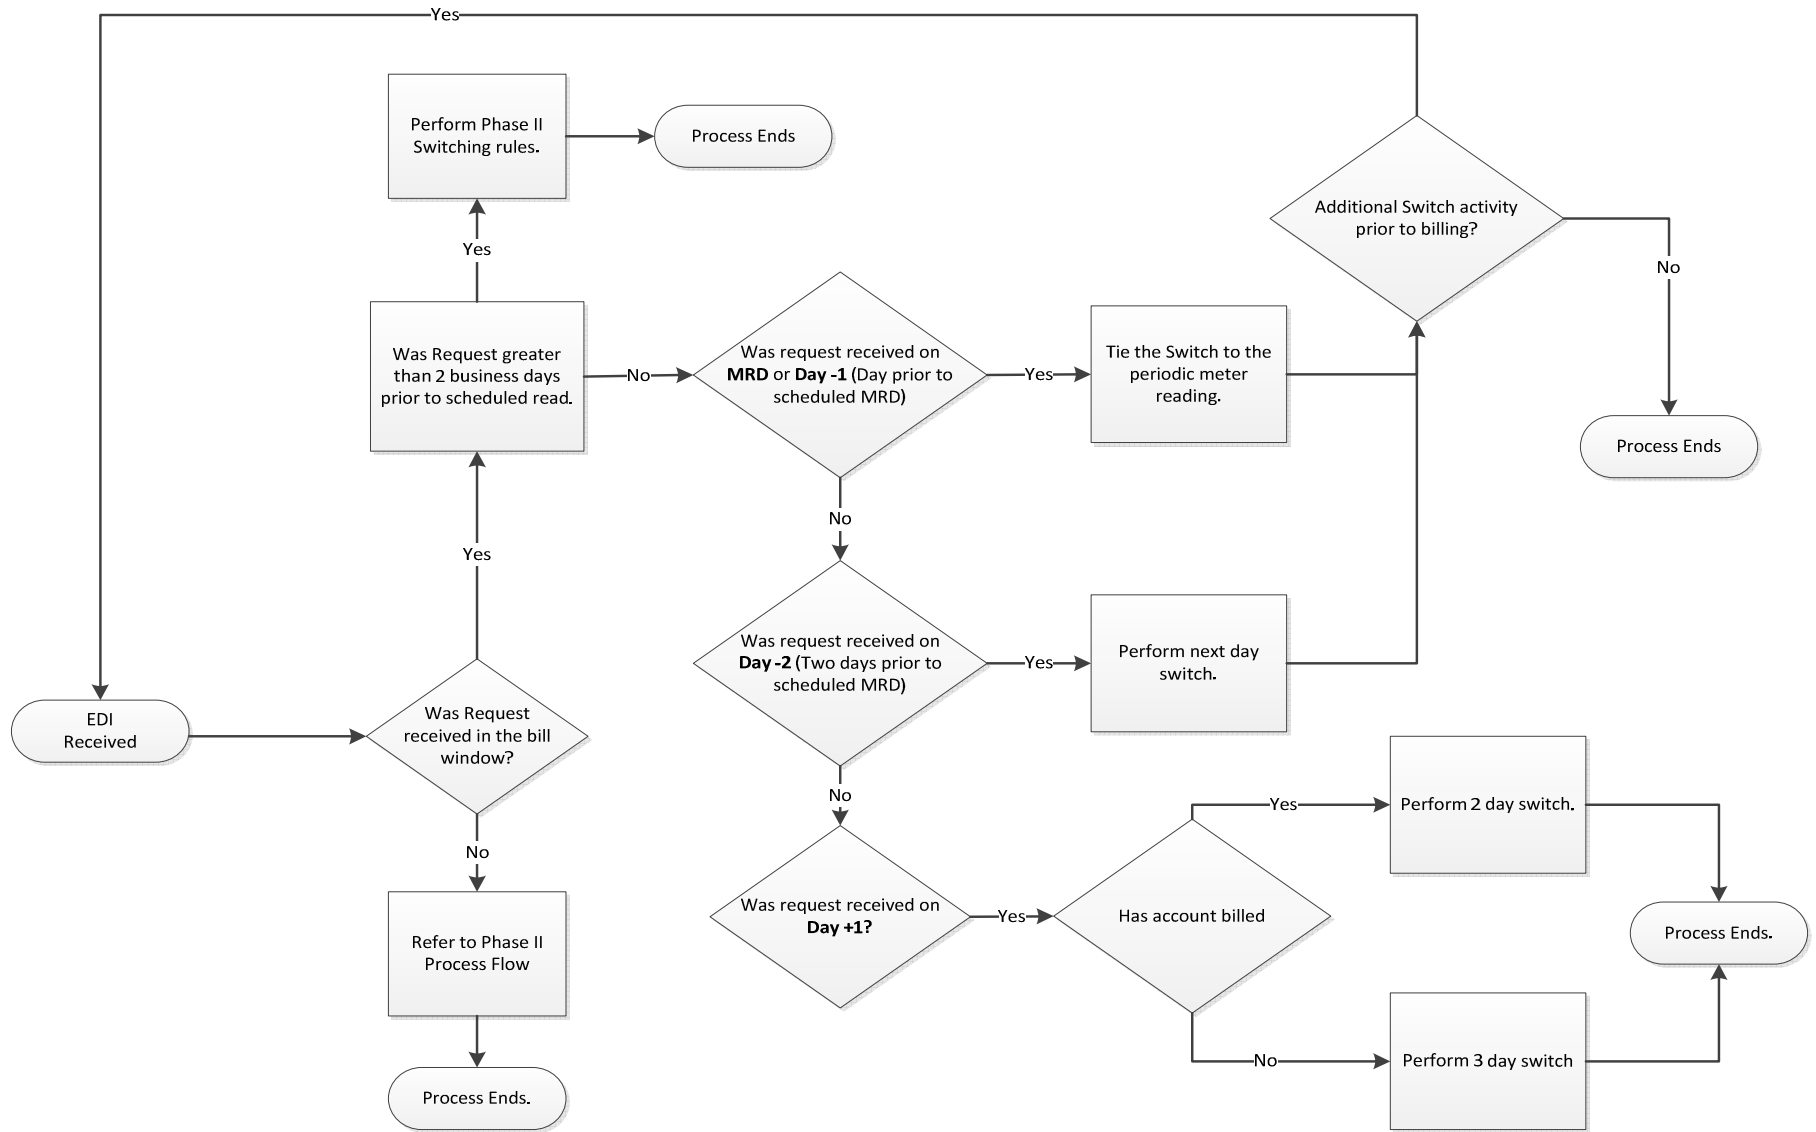 Yes
Perform Phase II
Switching rules.
Process Ends
Additional Switch activity
prior to billing?
Yes
No
Was Request greater
than 2 business days
prior to scheduled read.
No
Was request received on
MRD or Day -1 (Day prior to
scheduled MRD)
Yes
Tie the Switch to the
periodic meter
reading.
Process Ends
No
Yes
Was request received on
Day -2 (Two days prior to
scheduled MRD)
Yes
Perform next day
switch.
EDI
Received
Was Request
received in the bill
window?
No
Yes
Perform 2 day switch.
No
Was request received on
Day +1?
Yes
Has account billed
Process Ends.
Refer to Phase II
Process Flow
No
Perform 3 day switch
Process Ends.